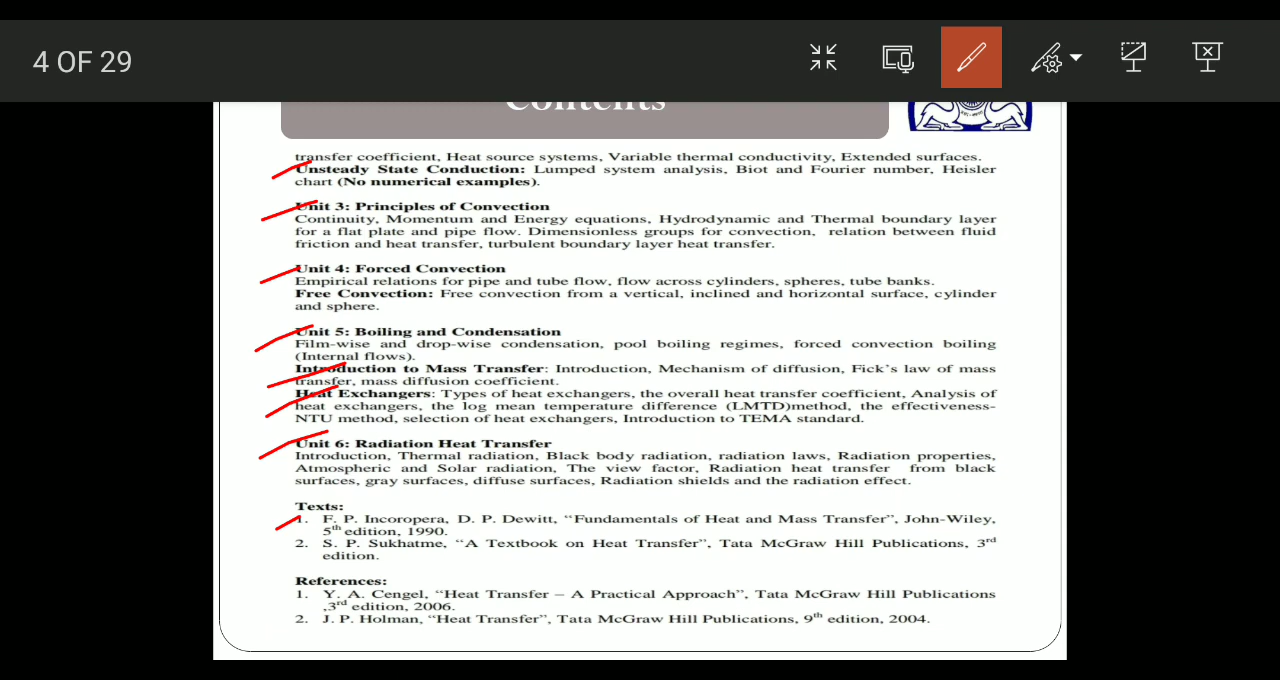 4 OF 29
Contents
transfer coefficient, Heat source systems, Variable thermal conductivity, Extended surfaces.
Unsteady State Conduction: Lumped system analysis, Biot and Fourier number, Heisler
chart (No numerical examples).
Unit 3: Principles of Convection
Continuity, Momentum and Energy equations, Hydrodynamic and Thermal boundary layer
for a flat plate and pipe flow. Dimensionless groups for convection, relation between fluid
friction and heat transfer, turbulent boundary layer heat transfer.
Unit 4: Forced Convection
Empirical relations for pipe and tube flow, flow across cylinders, spheres, tube banks.
Free Convection: Free convection from a vertical, inclined and horizontal surface, cylinder
and sphere.
Unit 5: Boiling and Condensation
Film-wise and drop-wise condensation, pool boiling regimes, forced convection boiling
(Internal flows).
Introduction to Mass Transfer: Introduction, Mechanism of diffusion, Fick's law of mass
transfer, mass diffusion coefficient.
Heat Exchangers: Types of heat exchangers, the overall heat transfer coefficient, Analysis of
heat exchangers, the log mean temperature difference (LMTD)method, the effectiveness-
NTU method, selection of heat exchangers, Introduction to TEMA standard.
Unit 6: Radiation Heat Transfer
Introduction, Thermal radiation, Black body radiation, radiation laws, Radiation properties,
Atmospheric and Solar radiation, The view factor, Radiation heat transfer from black
surfaces, gray surfaces, diffuse surfaces, Radiation shields and the radiation effect.
Texts:
1. F. P. Incoropera, D. P. Dewitt, “Fundamentals of Heat and Mass Transfer”, John-Wiley,
5th edition, 1990.
2. S. P. Sukhatme, “A Textbook on Heat Transfer”, Tata McGraw Hill Publications, 3rd
edition.
References:
1. Y. A. Cengel, “Heat Transfer – A Practical Approach”, Tata McGraw Hill Publications
,3rd edition, 2006.
2. J. P. Holman, “Heat Transfer”, Tata McGraw Hill Publications, 9th edition, 2004.